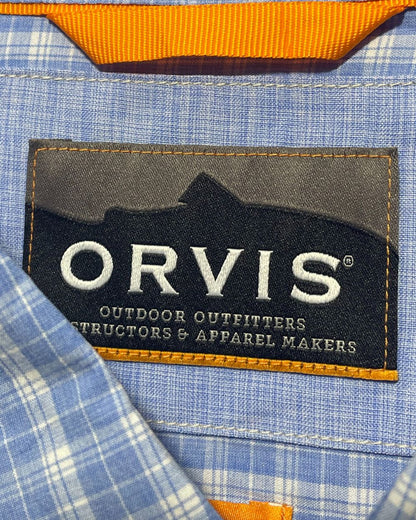 ORVIS®
OUTDOOR OUTFITTERS
STRUCTORS & APPAREL MAKERS